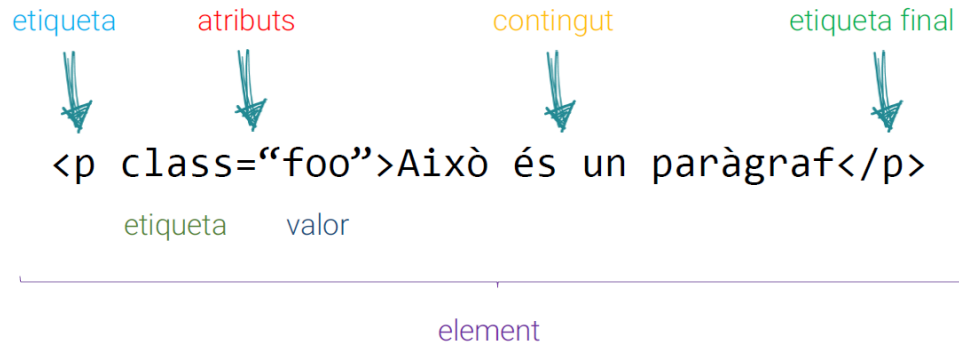 etiqueta atributs contingut etiqueta final
<p class=“foo”>Això és un paràgraf</p>
etiqueta valor
element